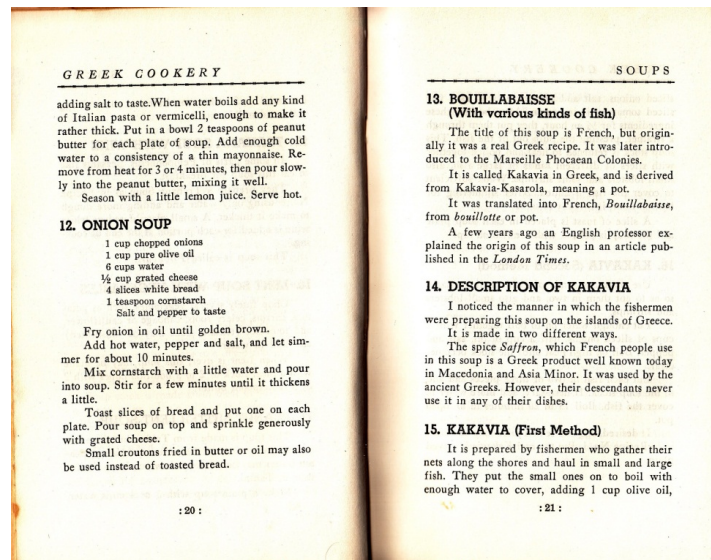 GREEK COOKERY
adding salt to taste.When water boils add any kind
of Italian pasta or vermicelli, enough to make it
rather thick. Put in a bowl 2 teaspoons of peanut
butter for each plate of soup. Add enough cold
water to a consistency of a thin mayonnaise. Re-
move from heat for 3 or 4 minutes, then pour slow-
ly into the peanut butter, mixing it well.
Season with a little lemon juice. Serve hot.
12. ONION SOUP
1 cup chopped onions
1 cup pure olive oil
6 cups water
½ cup grated cheese
4 slices white bread
1 teaspoon cornstarch
Salt and pepper to taste
Fry onion in oil until golden brown.
Add hot water, pepper and salt, and let sim-
mer for about 10 minutes.
Mix cornstarch with a little water and pour
into soup. Stir for a few minutes until it thickens
a little.
Toast slices of bread and put one on each
plate. Pour soup on top and sprinkle generously
with grated cheese.
Small croutons fried in butter or oil may also
be used instead of toasted bread.
:20:
SOUPS
13. BOUILLABAISSE
(With various kinds of fish)
The title of this soup is French, but origin-
ally it was a real Greek recipe. It was later intro-
duced to the Marseille Phocaean Colonies.
It is called Kakavia in Greek, and is derived
from Kakavia-Kasarola, meaning a pot.
It was translated into French, Bouillabaisse,
from bouillotte or pot.
A few years ago an English professor ex-
plained the origin of this soup in an article pub-
lished in the London Times.
14. DESCRIPTION OF KAKAVIA
I noticed the manner in which the fishermen
were preparing this soup on the islands of Greece.
It is made in two different ways.
The spice Saffron, which French people use
in this soup is a Greek product well known today
in Macedonia and Asia Minor. It was used by the
ancient Greeks. However, their descendants never
use it in any of their dishes.
15. KAKAVIA (First Method)
It is prepared by fishermen who gather their
nets along the shores and haul in small and large
fish. They put the small ones on to boil with
enough water to cover, adding 1 cup olive oil,
:21: